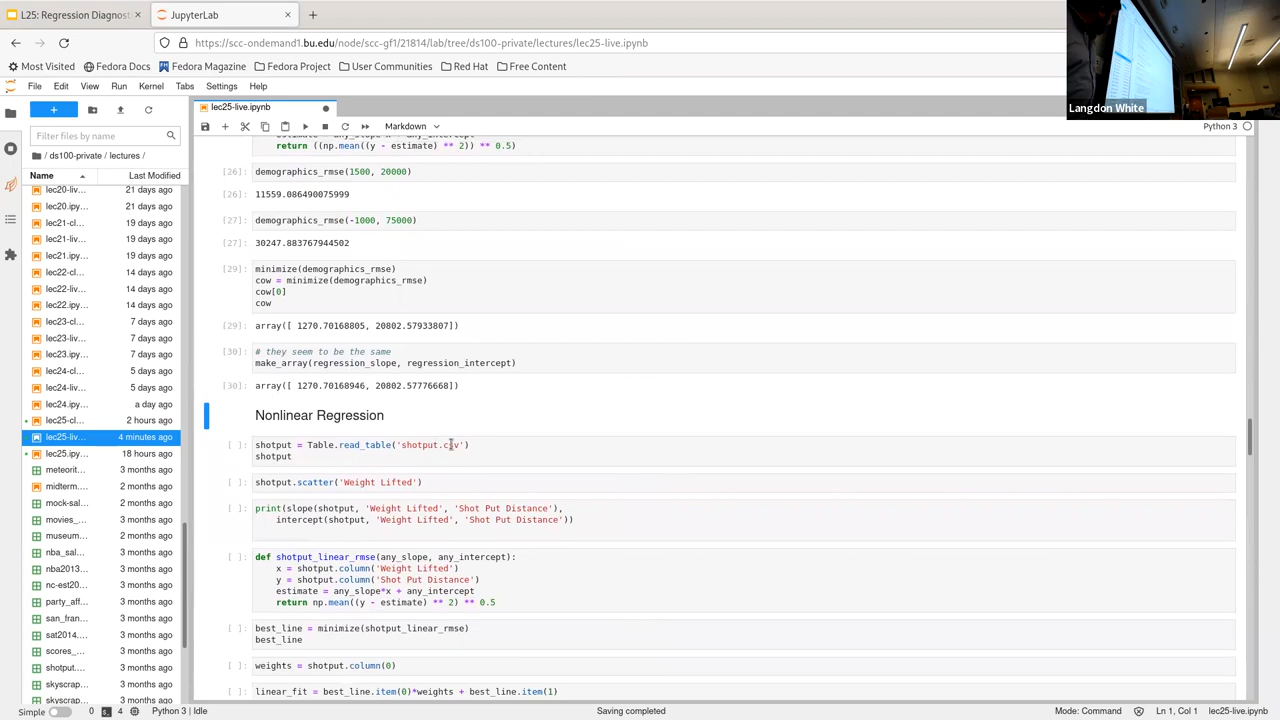 L25: Regression Diagnost
JupyterLab
https://scc-ondemand1.bu.edu/node/scc-gf1/21814/lab/tree/ds100-private/lectures/lec25-live.ipynb
Most Visited
Fedora Docs
Fedora Magazine
Fedora Project
User Communities
Red Hat
Free Content
Langdon White
File Edit View Run Kernel Tabs Settings Help
lec25-live.ipynb
Markdown
Python 3
Filter files by name
/ ds100-private / lectures /
Name Last Modified
lec20-liv... 21 days ago
lec20.ipy... 21 days ago
lec21-cl... 19 days ago
lec21-liv... 19 days ago
lec21.ipy... 19 days ago
lec22-cl... 14 days ago
lec22-liv... 14 days ago
lec22.ipy... 14 days ago
lec23-cl... 7 days ago
lec23-liv... 7 days ago
lec23.ipy... 7 days ago
lec24-cl... 5 days ago
lec24-liv... 5 days ago
lec24.ipy... a day ago
lec25-cl... 2 hours ago
lec25-liv... 4 minutes ago
lec25.ipy... 18 hours ago
meteorit... 3 months ago
midterm.... 2 months ago
mock-sal... 2 months ago
movies_... 3 months ago
museum... 2 months ago
nba_sal... 3 months ago
nba2013... 3 months ago
nc-est20... 3 months ago
party_aff... 3 months ago
san_fran... 3 months ago
sat2014.... 3 months ago
scores_... 3 months ago
shotput.... 3 months ago
skyscrap... 3 months ago
skyscrap... 3 months ago
estimate = any_slope*x + any_intercept
return ((np.mean((y - estimate) ** 2)) ** 0.5)
[26]: demographics_rmse(1500, 20000)
[26]: 11559.086490075999
[27]: demographics_rmse(-1000, 75000)
[27]: 30247.883767944502
[29]: minimize(demographics_rmse)
cow = minimize(demographics_rmse)
cow[0]
cow
[29]: array([ 1270.70168805, 20802.57933807])
[30]: # they seem to be the same
make_array(regression_slope, regression_intercept)
[30]: array([ 1270.70168946, 20802.57776668])
Nonlinear Regression
[ ]: shotput = Table.read_table('shotput.csv')
shotput
[ ]: shotput.scatter('Weight Lifted')
[ ]: print(slope(shotput, 'Weight Lifted', 'Shot Put Distance'),
intercept(shotput, 'Weight Lifted', 'Shot Put Distance'))
[ ]: def shotput_linear_rmse(any_slope, any_intercept):
x = shotput.column('Weight Lifted')
y = shotput.column('Shot Put Distance')
estimate = any_slope*x + any_intercept
return np.mean((y - estimate) ** 2) ** 0.5
[ ]: best_line = minimize(shotput_linear_rmse)
best_line
[ ]: weights = shotput.column(0)
[ ]: linear_fit = best_line.item(0)*weights + best_line.item(1)
Simple 0 4 Python 3 | Idle Saving completed Mode: Command Ln 1, Col 1 lec25-live.ipynb